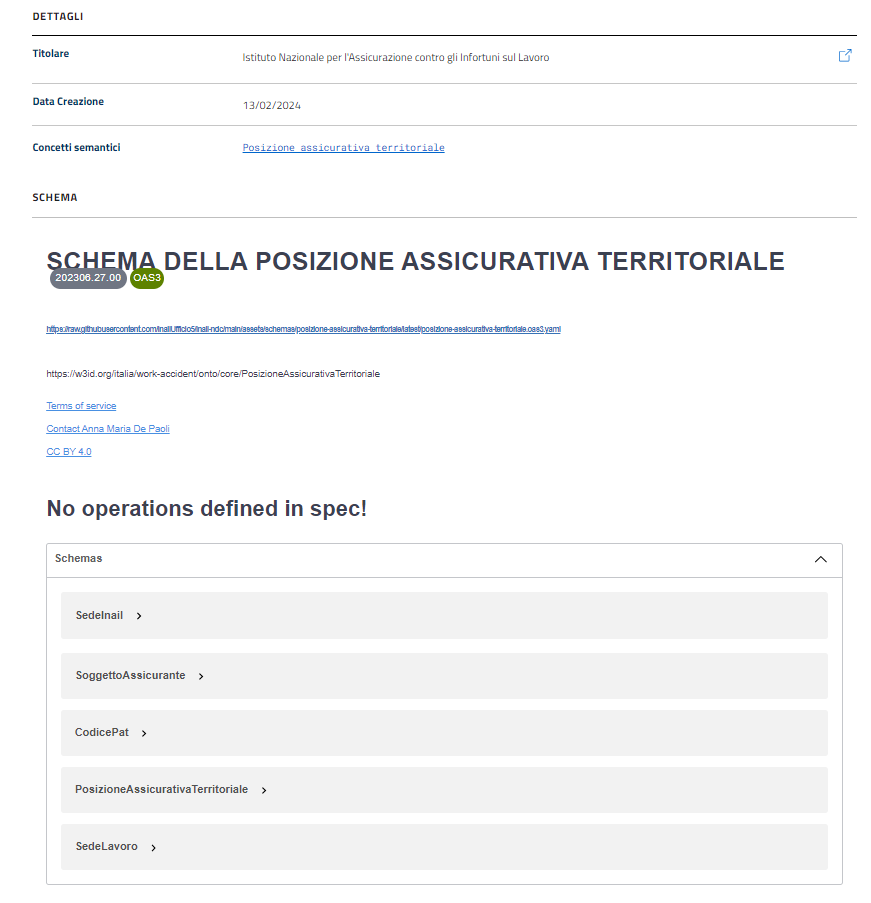 DETTAGLI
Titolare
Istituto Nazionale per l'Assicurazione contro gli Infortuni sul Lavoro
Data Creazione
13/02/2024
Concetti semantici
Posizione assicurativa territoriale
SCHEMA
SCHEMA DELLA POSIZIONE ASSICURATIVA TERRITORIALE
202306.27.00 OAS3
https://raw.githubusercontent.com/InailUfficio5/inail-ndc/main/assets/schemas/posizione-assicurativa-territoriale/latest/posizione-assicurativa-territoriale.oas3.yaml
https://w3id.org/italia/work-accident/onto/core/PosizioneAssicurativaTerritoriale
Terms of service
Contact Anna Maria De Paoli
CC BY 4.0
No operations defined in spec!
Schemas
SedeInail
SoggettoAssicurante
CodicePat
PosizioneAssicurativaTerritoriale
SedeLavoro